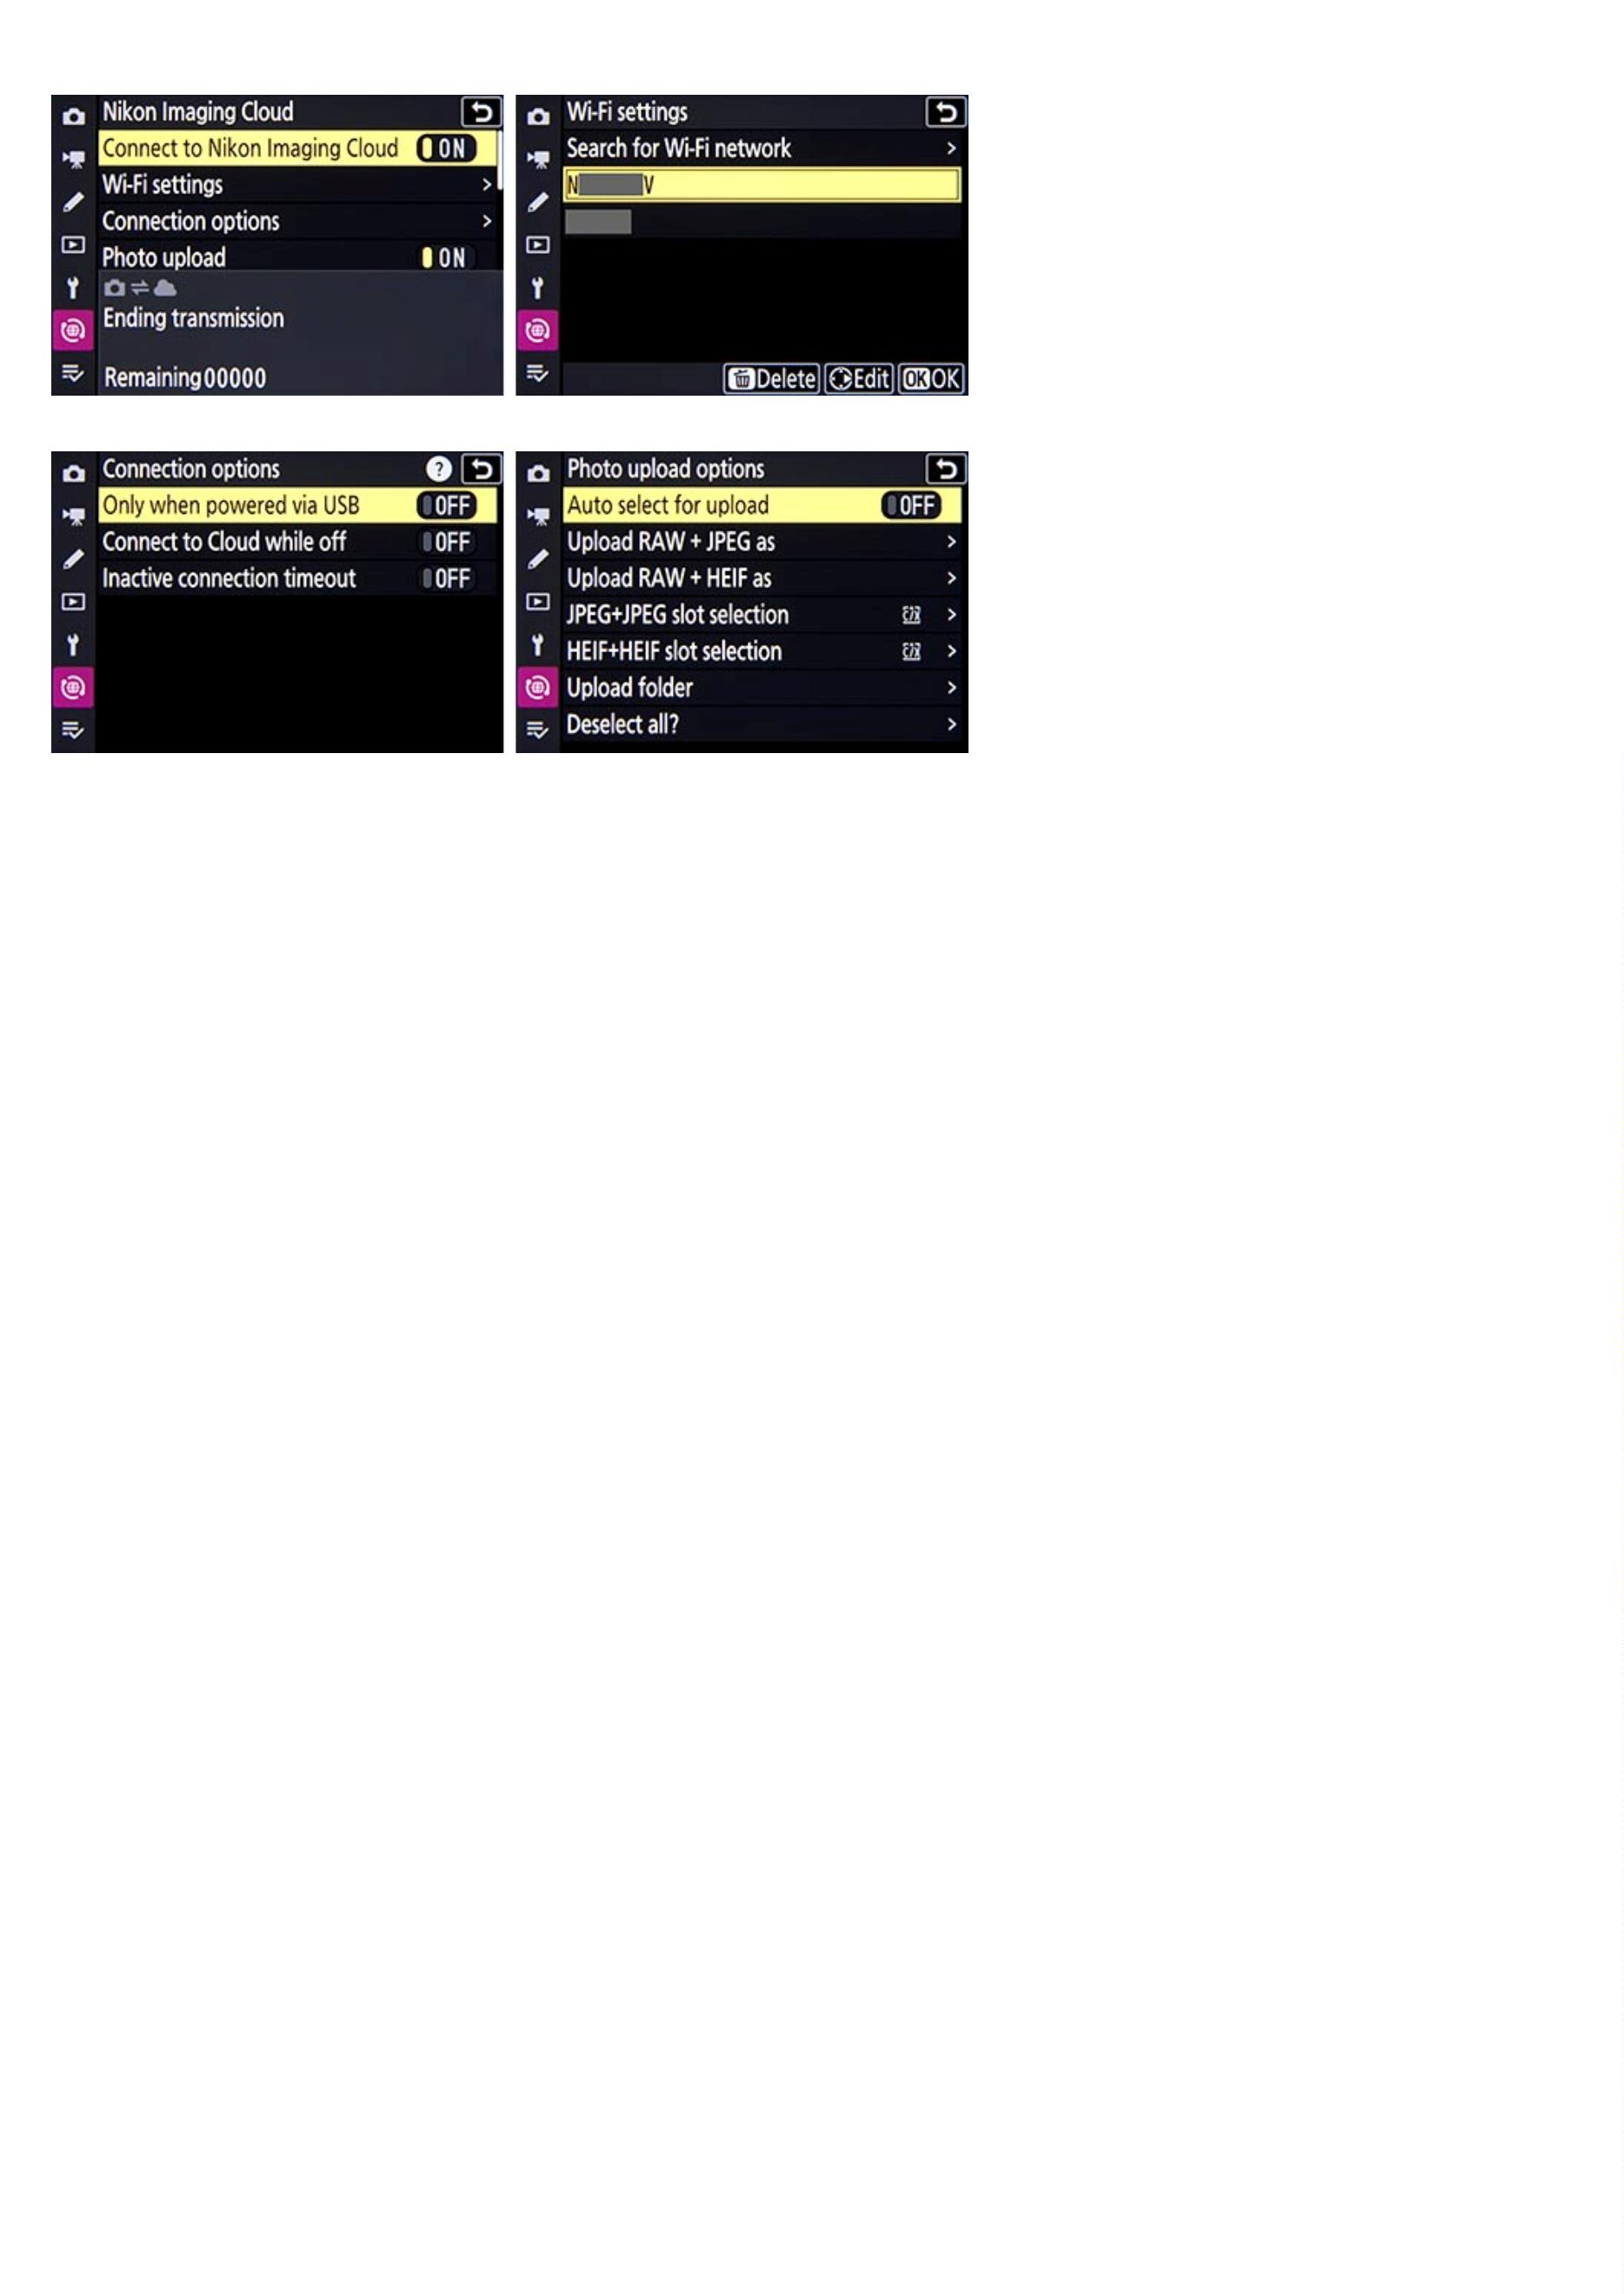 Nikon Imaging Cloud
Connect to Nikon Imaging Cloud ON
Wi-Fi settings
Connection options
Photo upload ON
Ending transmission
Remaining 00000
Wi-Fi settings
Search for Wi-Fi network
N V
Delete Edit OK OK
Connection options ?
Only when powered via USB OFF
Connect to Cloud while off OFF
Inactive connection timeout OFF
Photo upload options
Auto select for upload OFF
Upload RAW + JPEG as
Upload RAW + HEIF as
JPEG+JPEG slot selection
HEIF+HEIF slot selection
Upload folder
Deselect all?